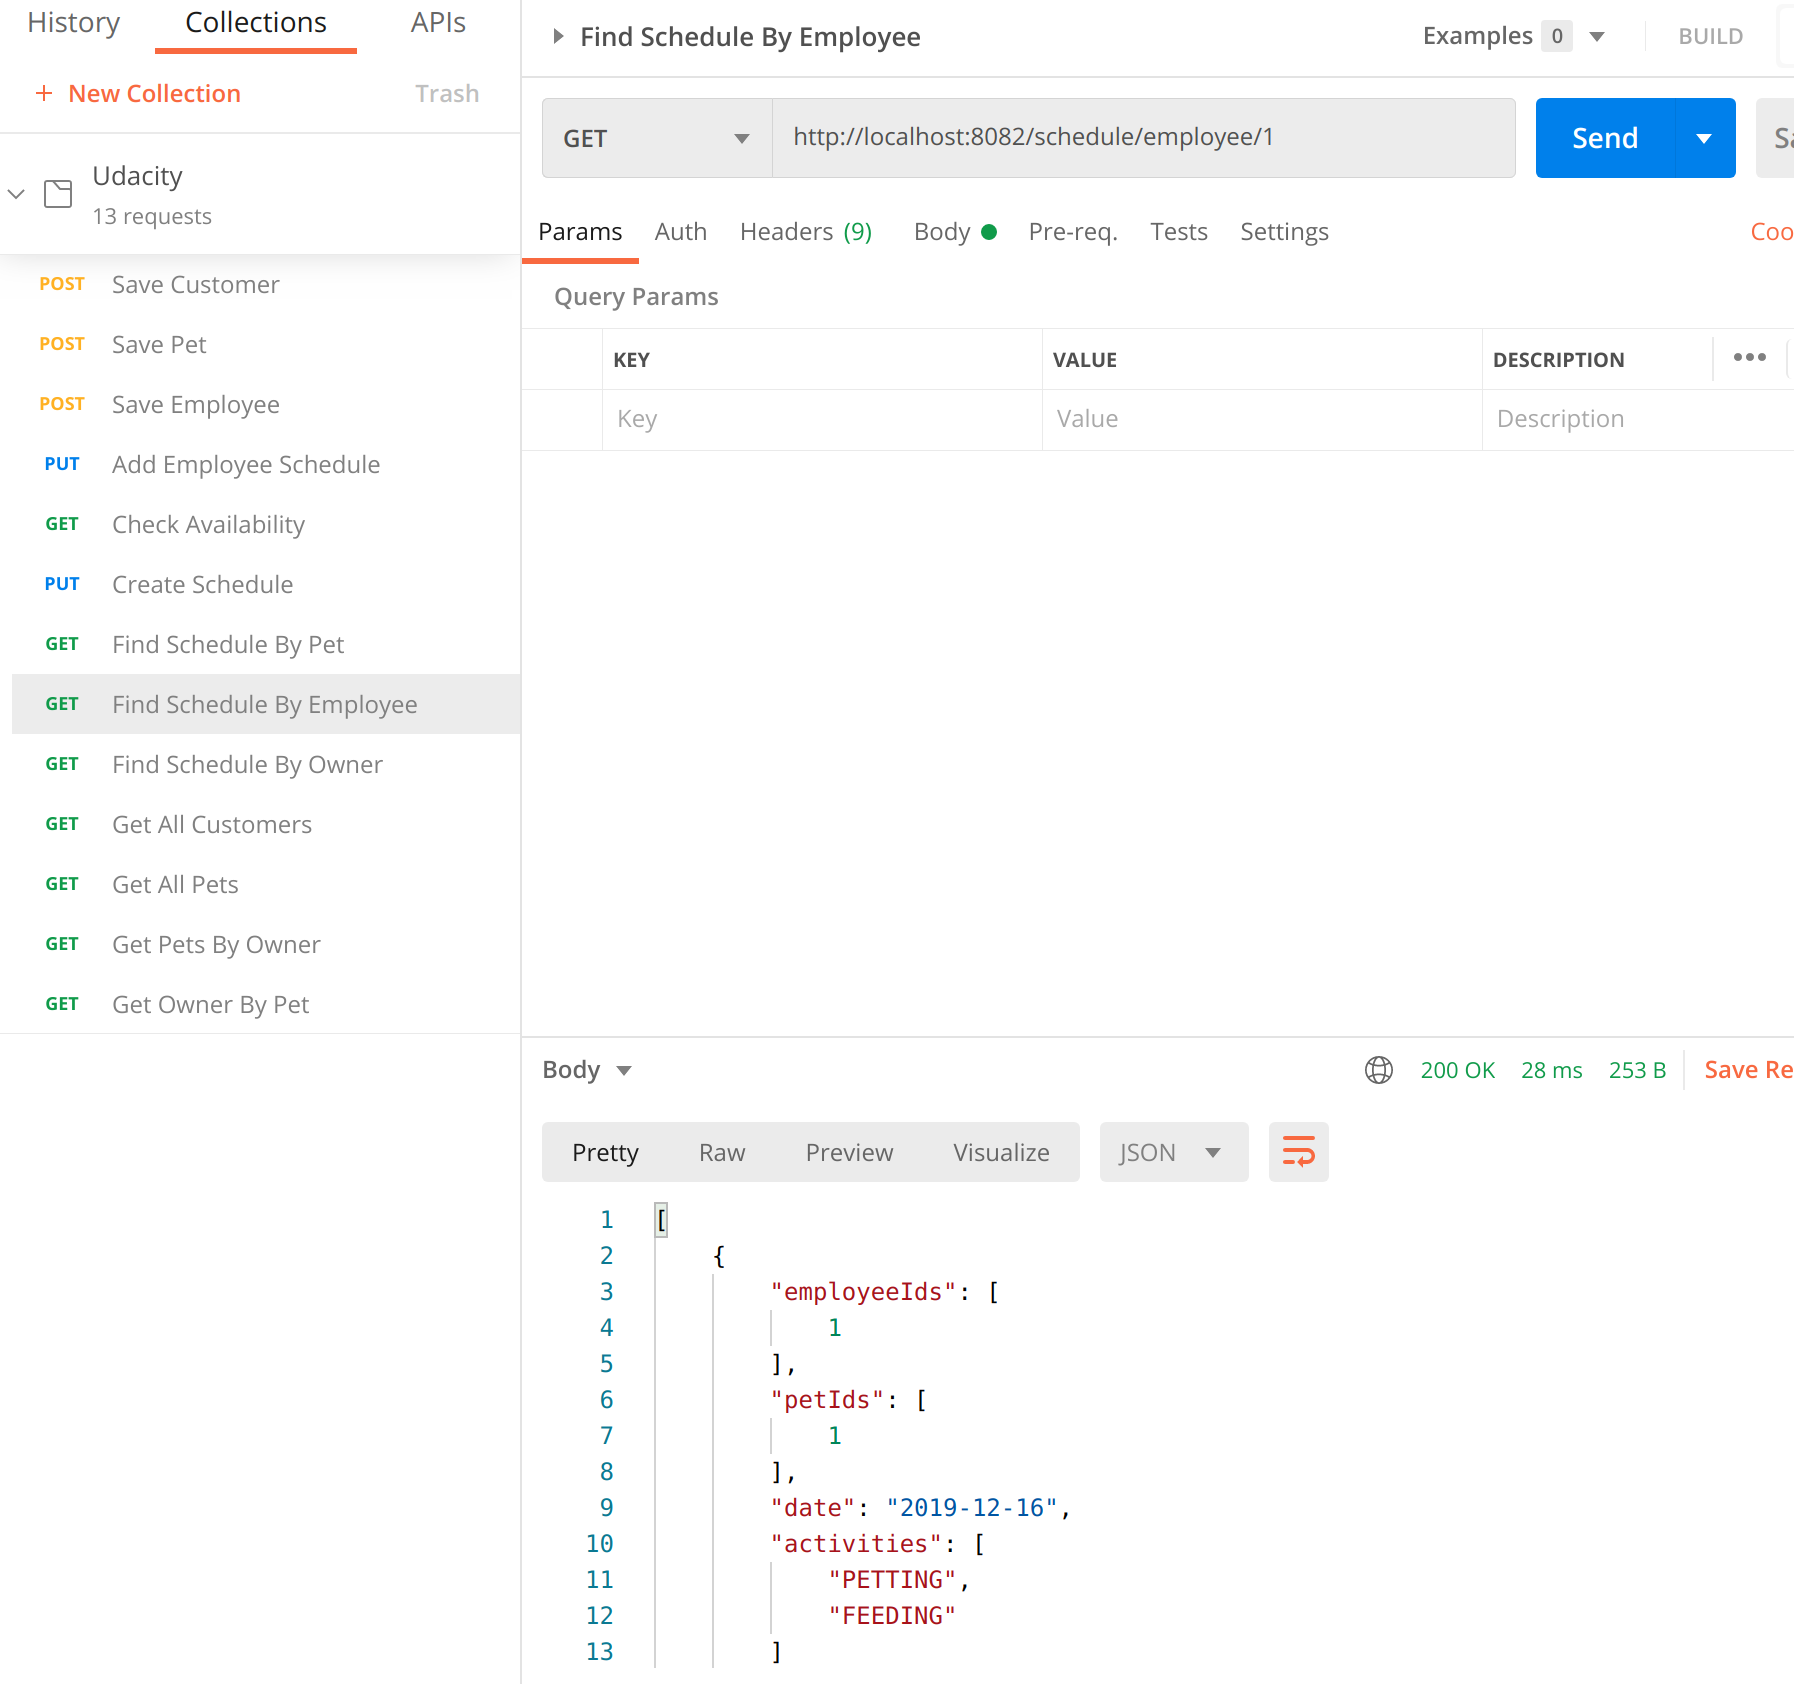 History Collections APIs
+ New Collection Trash
Udacity
13 requests
POST Save Customer
POST Save Pet
POST Save Employee
PUT Add Employee Schedule
GET Check Availability
PUT Create Schedule
GET Find Schedule By Pet
GET Find Schedule By Employee
GET Find Schedule By Owner
GET Get All Customers
GET Get All Pets
GET Get Pets By Owner
GET Get Owner By Pet
Find Schedule By Employee Examples 0 BUILD
GET http://localhost:8082/schedule/employee/1 Send Sa
Params Auth Headers (9) Body Pre-req. Tests Settings Coo
Query Params
KEY VALUE DESCRIPTION •••
Key Value Description
Body 200 OK 28 ms 253 B Save Re
Pretty Raw Preview Visualize JSON
1 [
2 {
3 "employeeIds": [
4 1
5 ],
6 "petIds": [
7 1
8 ],
9 "date": "2019-12-16",
10 "activities": [
11 "PETTING",
12 "FEEDING"
13 ]